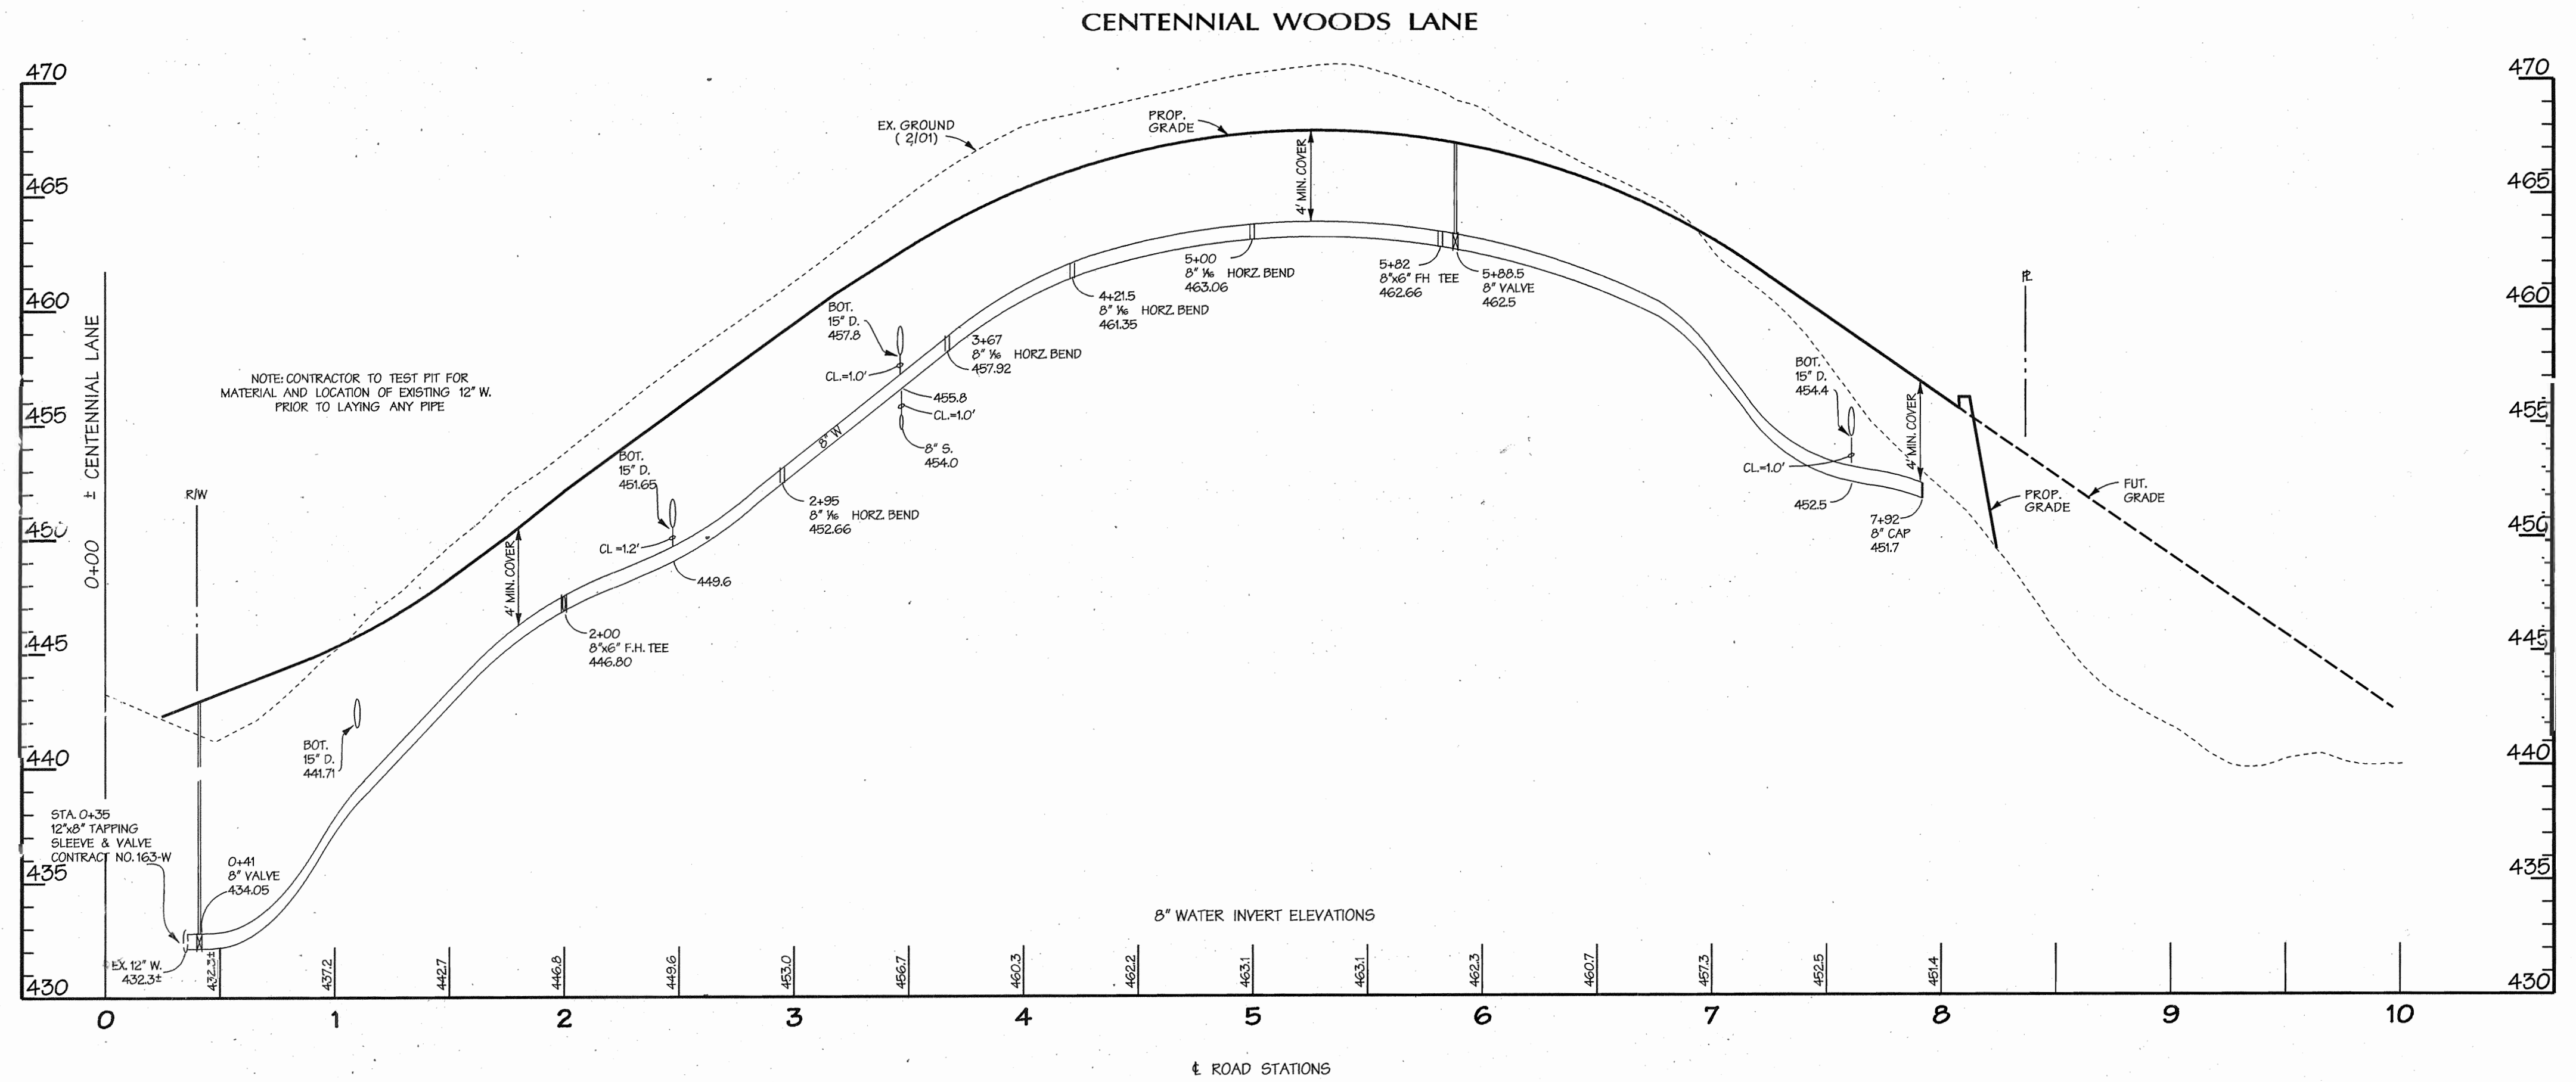 CENTENNIAL WOODS LANE
470
465
460
455
450
445
440
435
430
470
465
460
455
450
445
440
435
430
0+00 ± CENTENNIAL LANE
R/W
NOTE: CONTRACTOR TO TEST PIT FOR
MATERIAL AND LOCATION OF EXISTING 12" W.
PRIOR TO LAYING ANY PIPE
EX. GROUND
( 2/01)
PROP.
GRADE
4' MIN. COVER
STA. 0+35
12"x8" TAPPING
SLEEVE & VALVE
CONTRACT NO. 163-W
EX. 12" W.
432.3±
0+41
8" VALVE
434.05
BOT.
15" D.
441.71
4' MIN. COVER
2+00
8"x6" F.H. TEE
446.80
BOT.
15" D.
451.65
CL =1.2'
449.6
2+95
8" 1/16 HORZ. BEND
452.66
8" W
BOT.
15" D.
457.8
CL.=1.0'
455.8
CL.=1.0'
8" S.
454.0
3+67
8" 1/16 HORZ. BEND
457.92
4+21.5
8" 1/16 HORZ. BEND
461.35
5+00
8" 1/16 HORZ. BEND
463.06
5+82
8"x6" FH TEE
462.66
5+88.5
8" VALVE
462.5
BOT.
15" D.
454.4
CL.=1.0'
452.5
4' MIN. COVER
7+92
8" CAP
451.7
PROP.
GRADE
FUT.
GRADE
PL
8" WATER INVERT ELEVATIONS
432.3±
437.2
442.7
446.8
449.6
453.0
456.7
460.3
462.2
463.1
463.1
462.3
460.7
457.3
452.5
451.4
0 1 2 3 4 5 6 7 8 9 10
℄ ROAD STATIONS